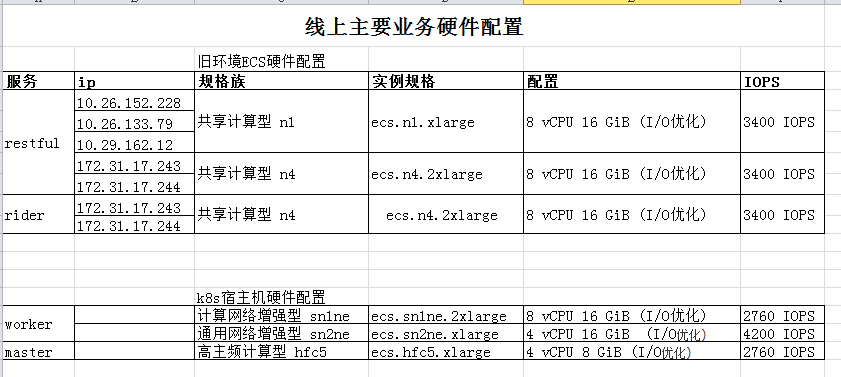 线上主要业务硬件配置
旧环境ECS硬件配置
服务 ip 规格族 实例规格 配置 IOPS
restful 10.26.152.228 共享计算型 n1 ecs.n1.xlarge 8 vCPU 16 GiB (I/O优化) 3400 IOPS
10.26.133.79
10.29.162.12
172.31.17.243 共享计算型 n4 ecs.n4.2xlarge 8 vCPU 16 GiB (I/O优化) 3400 IOPS
172.31.17.244
rider 172.31.17.243 共享计算型 n4 ecs.n4.2xlarge 8 vCPU 16 GiB (I/O优化) 3400 IOPS
172.31.17.244
k8s宿主机硬件配置
worker 计算网络增强型 sn1ne ecs.sn1ne.2xlarge 8 vCPU 16 GiB (I/O优化) 2760 IOPS
通用网络增强型 sn2ne ecs.sn2ne.xlarge 4 vCPU 16 GiB (I/O优化) 4200 IOPS
master 高主频计算型 hfc5 ecs.hfc5.xlarge 4 vCPU 8 GiB (I/O优化) 2760 IOPS